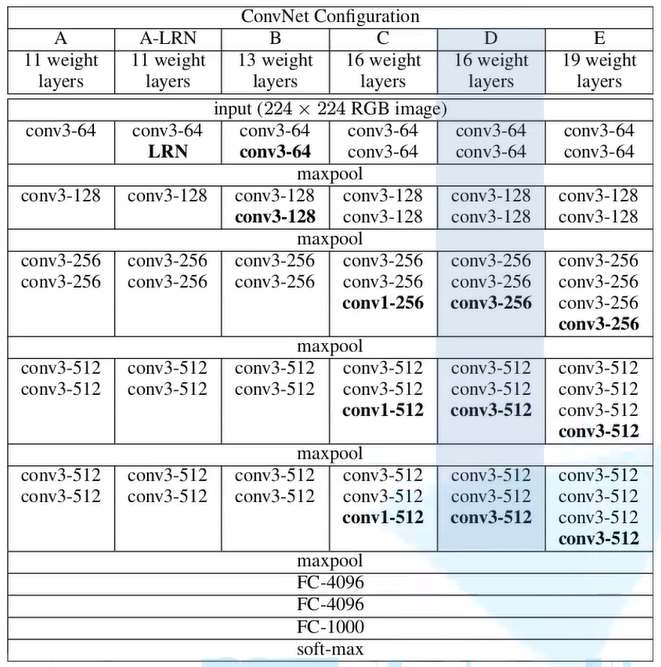 ConvNet Configuration
A A-LRN B C D E
11 weight 11 weight 13 weight 16 weight 16 weight 19 weight
layers layers layers layers layers layers
input (224 × 224 RGB image)
conv3-64 conv3-64 conv3-64 conv3-64 conv3-64 conv3-64
LRN conv3-64 conv3-64 conv3-64 conv3-64
maxpool
conv3-128 conv3-128 conv3-128 conv3-128 conv3-128 conv3-128
conv3-128 conv3-128 conv3-128 conv3-128
maxpool
conv3-256 conv3-256 conv3-256 conv3-256 conv3-256 conv3-256
conv3-256 conv3-256 conv3-256 conv3-256 conv3-256 conv3-256
conv1-256 conv3-256 conv3-256
conv3-256
maxpool
conv3-512 conv3-512 conv3-512 conv3-512 conv3-512 conv3-512
conv3-512 conv3-512 conv3-512 conv3-512 conv3-512 conv3-512
conv1-512 conv3-512 conv3-512
conv3-512
maxpool
conv3-512 conv3-512 conv3-512 conv3-512 conv3-512 conv3-512
conv3-512 conv3-512 conv3-512 conv3-512 conv3-512 conv3-512
conv1-512 conv3-512 conv3-512
conv3-512
maxpool
FC-4096
FC-4096
FC-1000
soft-max